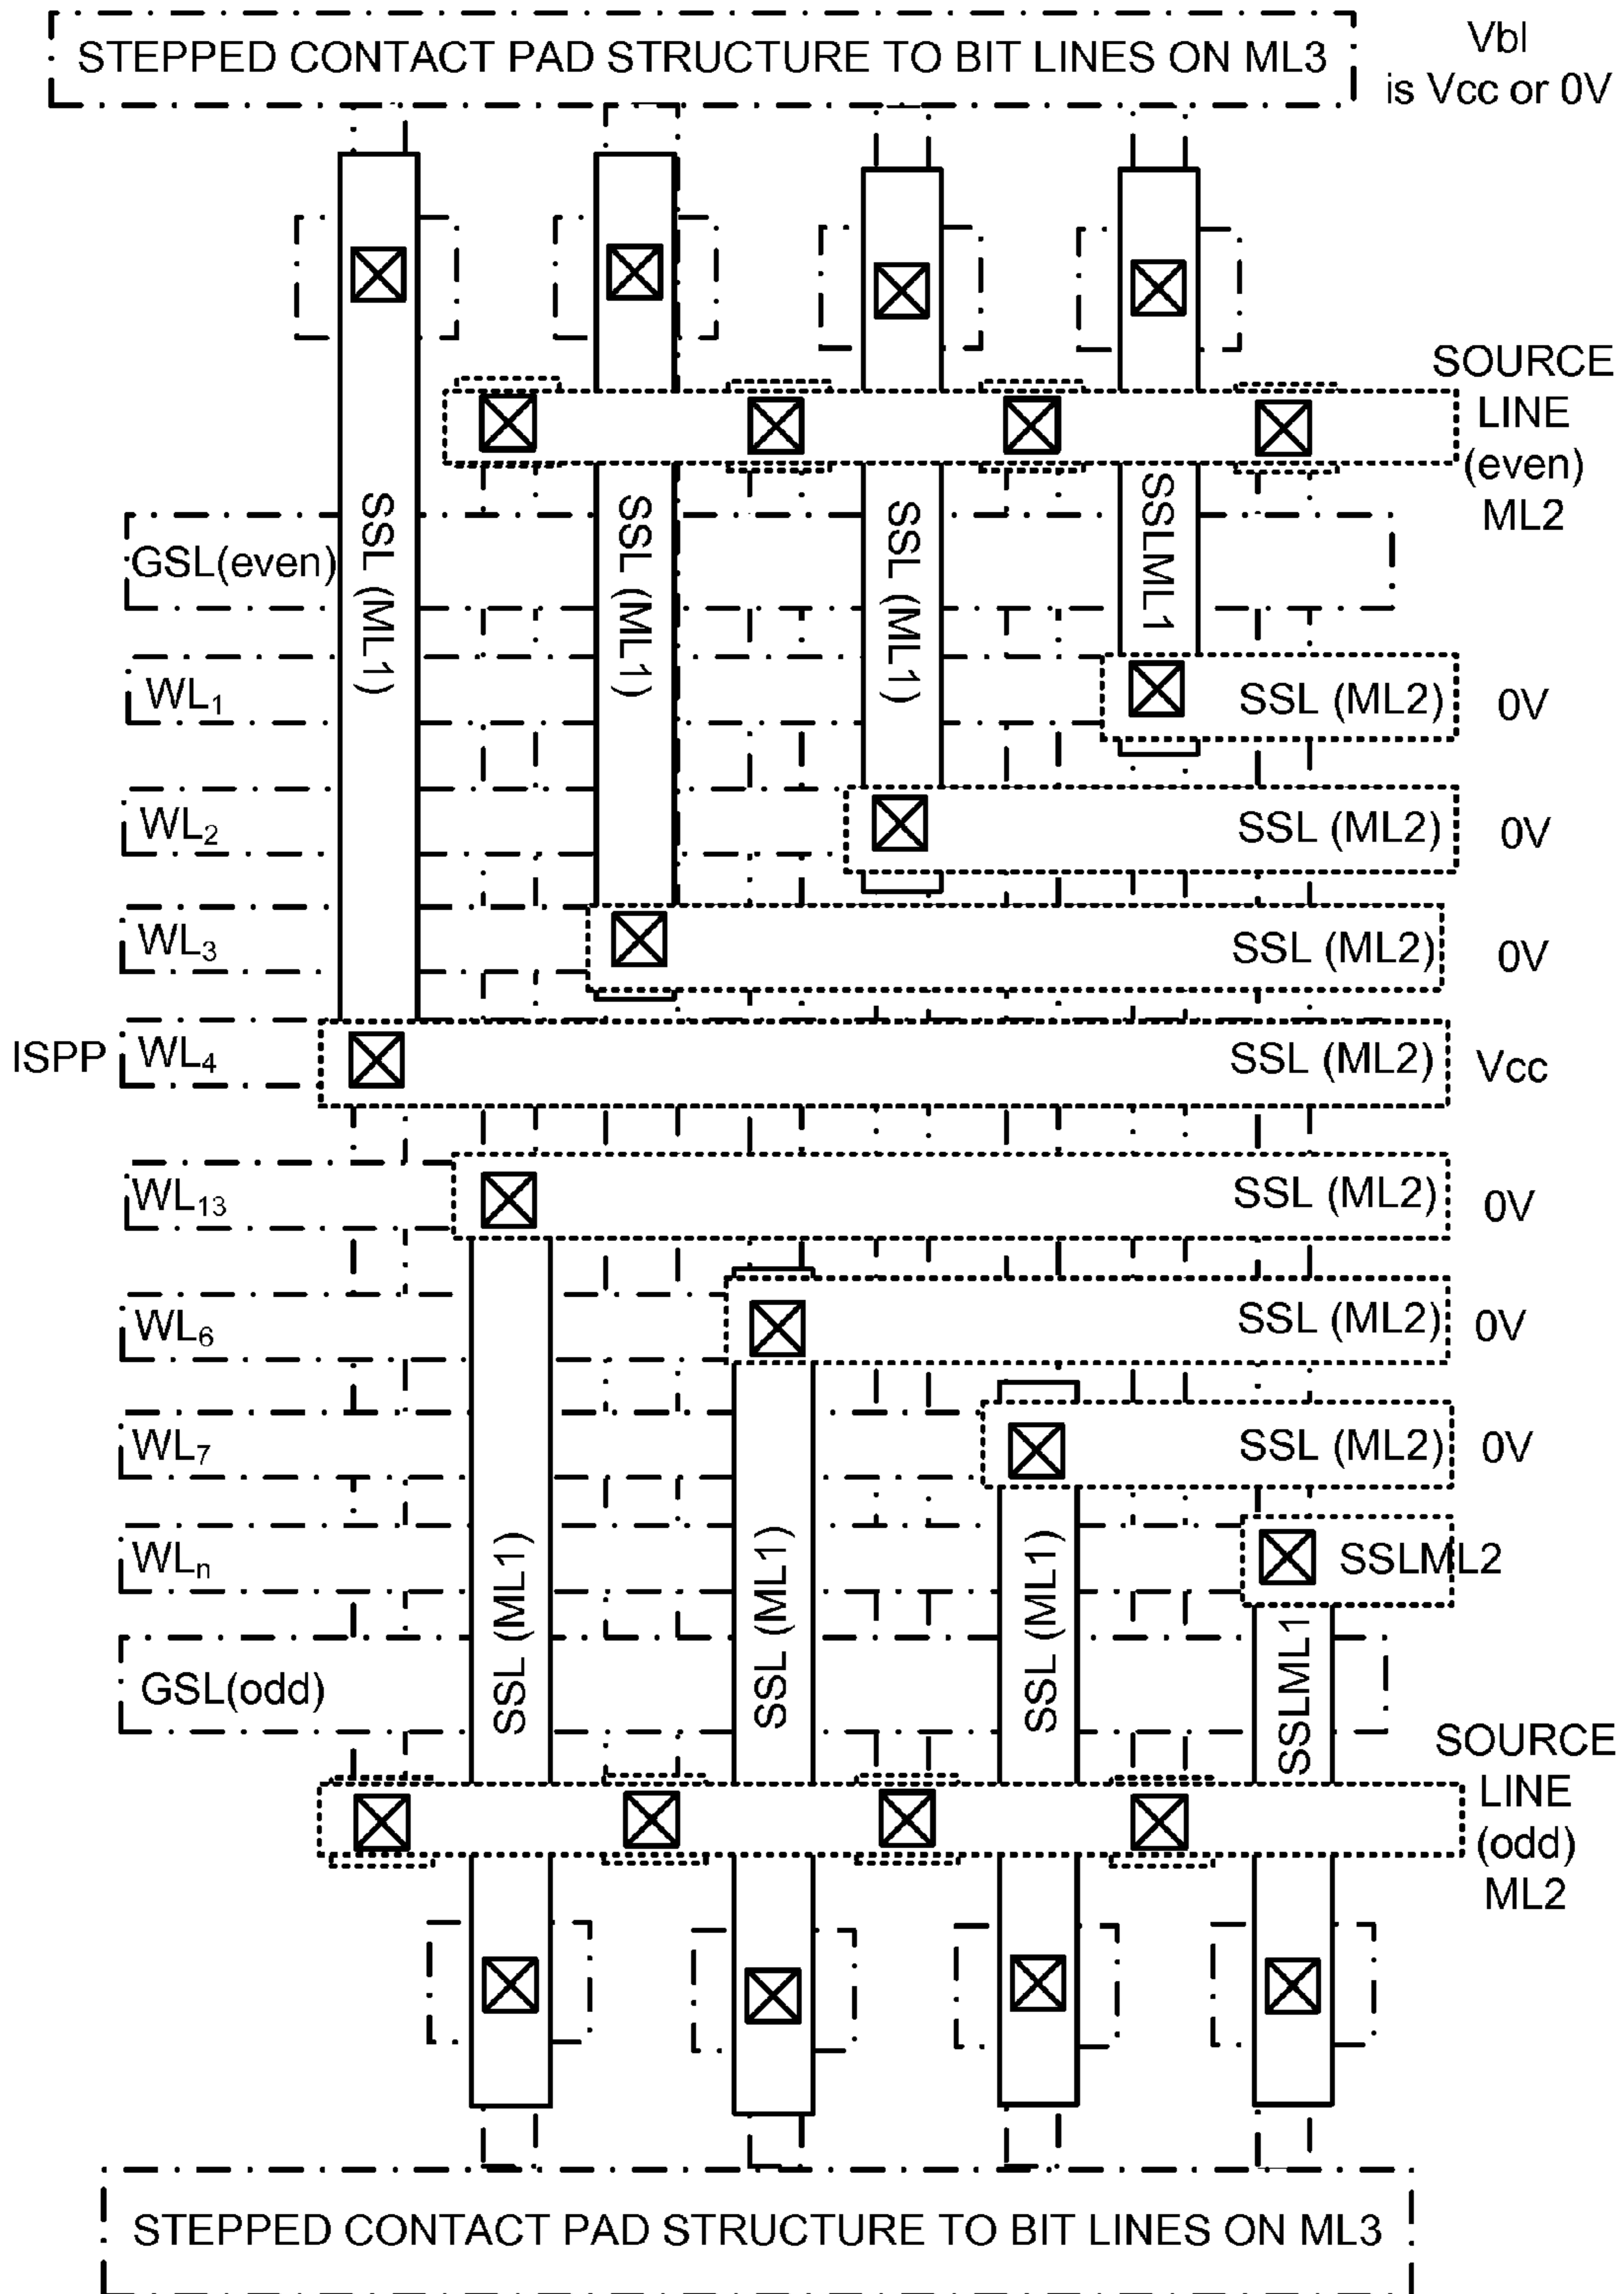 STEPPED CONTACT PAD STRUCTURE TO BIT LINES ON ML3
Vbl
is Vcc or 0V
SOURCE
LINE
(even)
ML2
SSL (ML1)
SSL (ML1)
SSL (ML1)
SSLML1
GSL(even)
WL1
SSL (ML2)
0V
WL2
SSL (ML2)
0V
WL3
SSL (ML2)
0V
ISPP
WL4
SSL (ML2)
Vcc
WL13
SSL (ML2)
0V
WL6
SSL (ML2)
0V
WL7
SSL (ML2)
0V
WLn
SSLML2
SSL (ML1)
SSL (ML1)
SSL (ML1)
SSLML1
GSL(odd)
SOURCE
LINE
(odd)
ML2
STEPPED CONTACT PAD STRUCTURE TO BIT LINES ON ML3